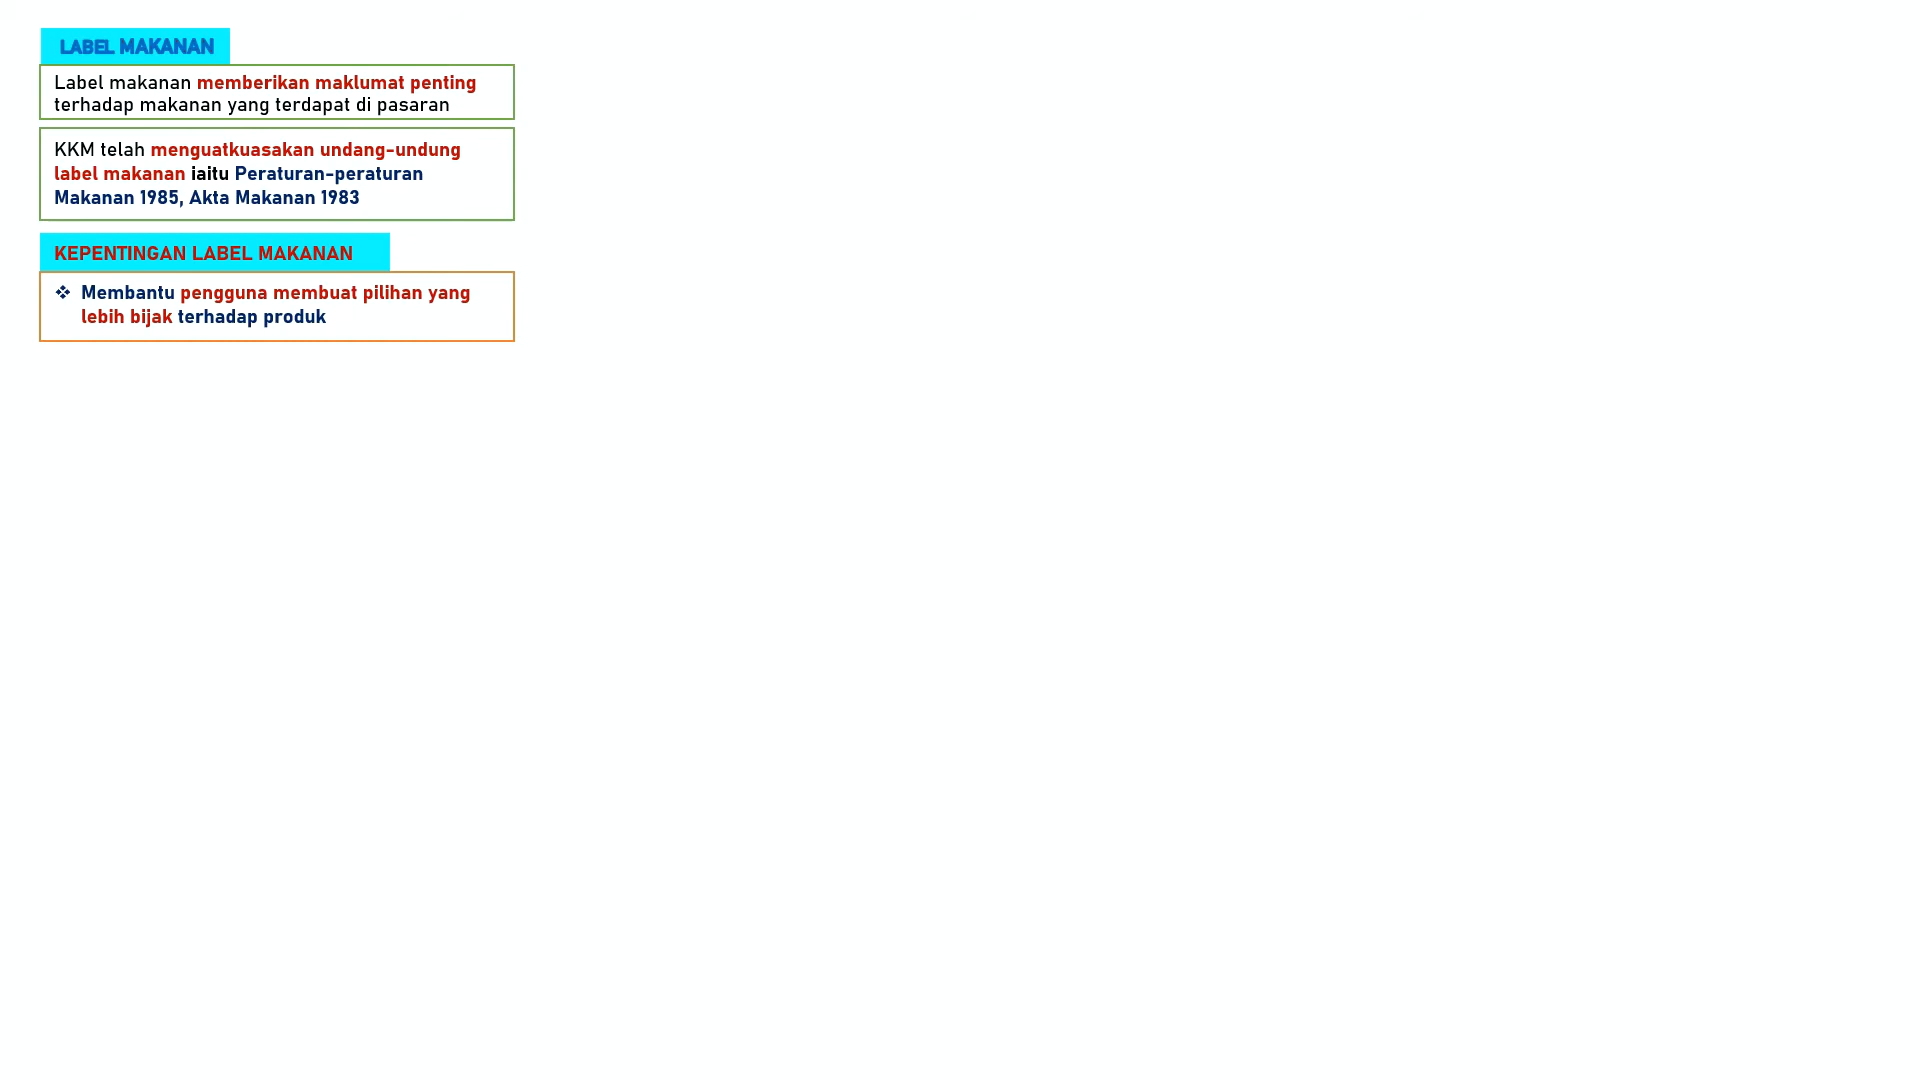 LABEL MAKANAN
Label makanan memberikan maklumat penting
terhadap makanan yang terdapat di pasaran
KKM telah menguatkuasakan undang-undung
label makanan iaitu Peraturan-peraturan
Makanan 1985, Akta Makanan 1983
KEPENTINGAN LABEL MAKANAN
❖ Membantu pengguna membuat pilihan yang
lebih bijak terhadap produk